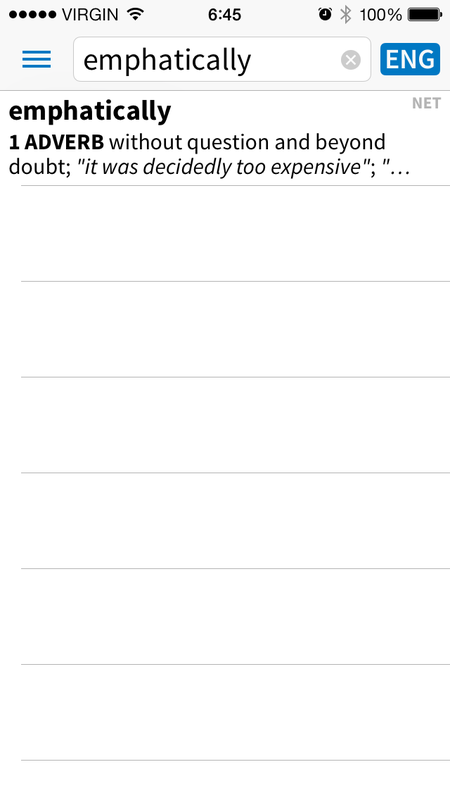 VIRGIN 6:45 100%
emphatically ENG
emphatically NET
1 ADVERB without question and beyond
doubt; "it was decidedly too expensive"; "…